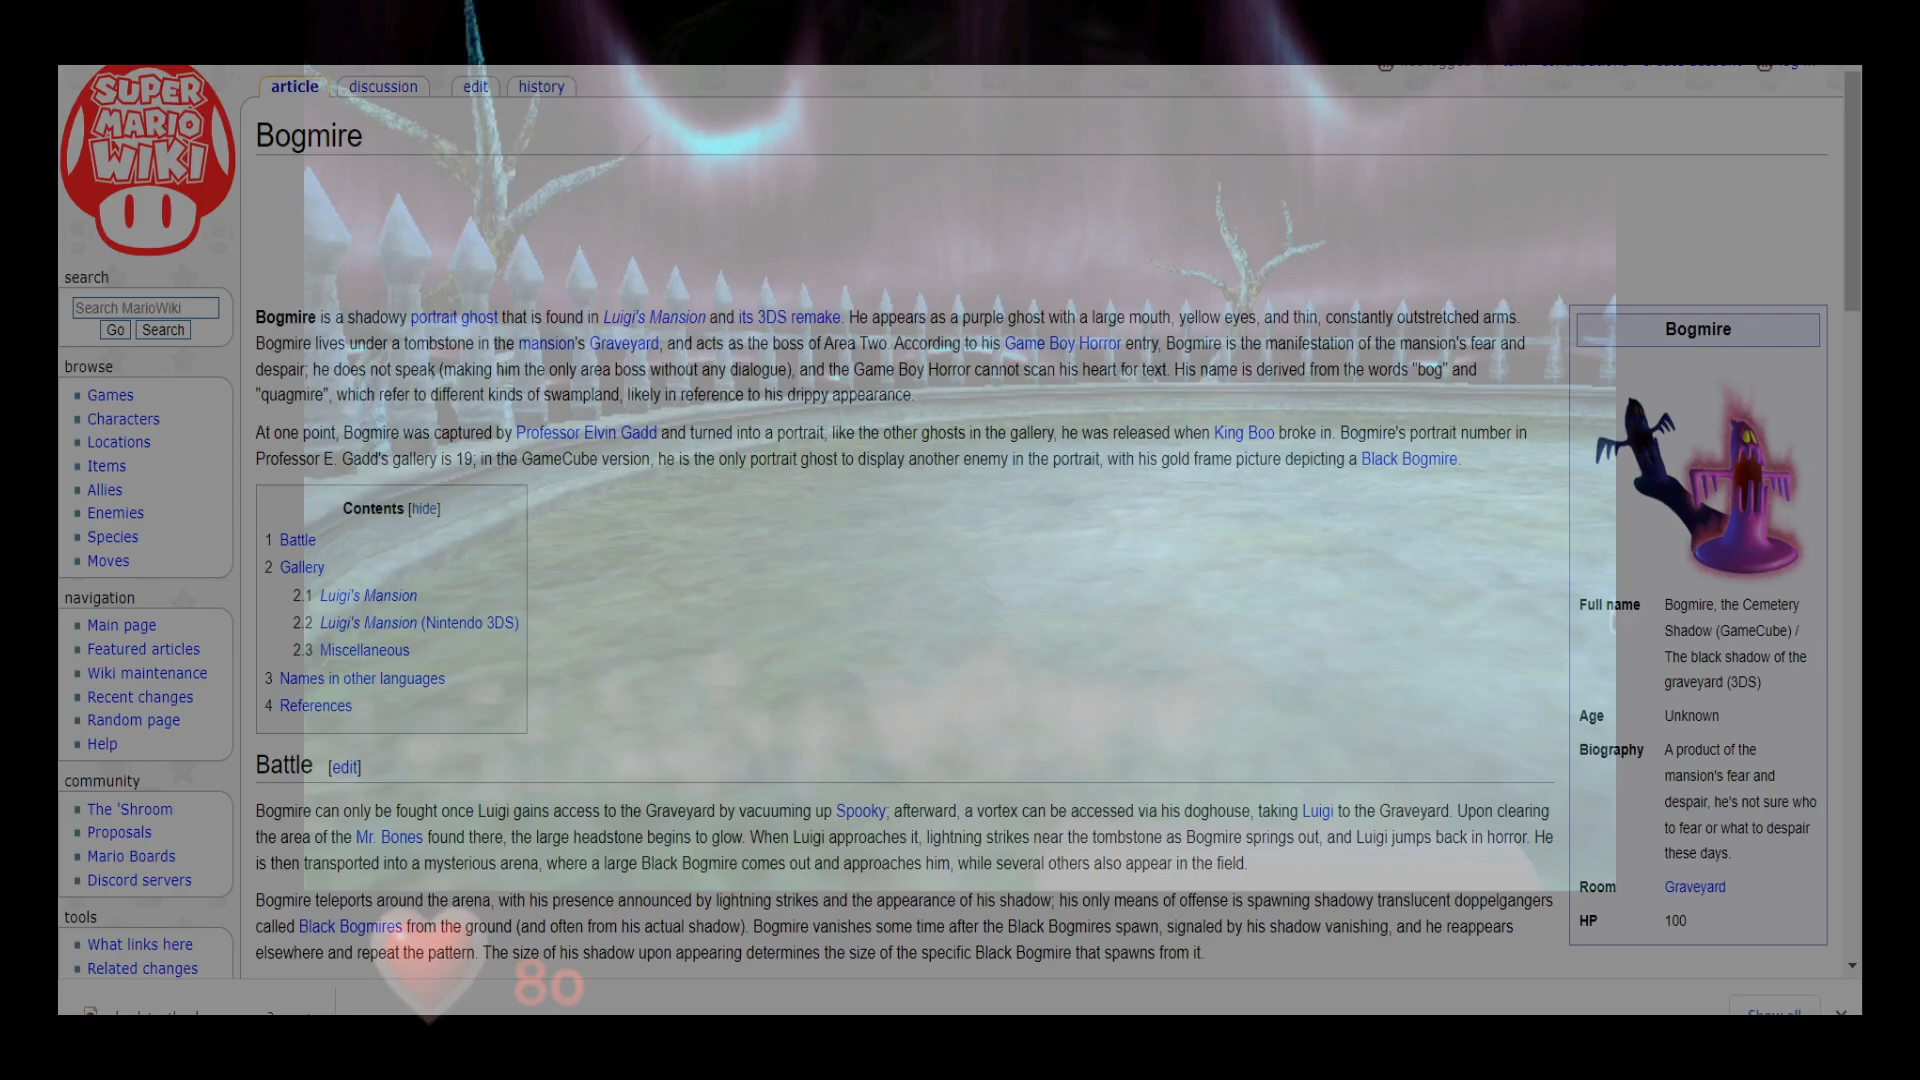 SUPER
MARIO
WIKI
article discussion edit history
Bogmire
search
Search MarioWiki
Go Search
browse
Games
Characters
Locations
Items
Allies
Enemies
Species
Moves
navigation
Main page
Featured articles
Wiki maintenance
Recent changes
Random page
Help
community
The 'Shroom
Proposals
Mario Boards
Discord servers
tools
What links here
Related changes
Bogmire is a shadowy portrait ghost that is found in Luigi's Mansion and its 3DS remake. He appears as a purple ghost with a large mouth, yellow eyes, and thin, constantly outstretched arms.
Bogmire lives under a tombstone in the mansion's Graveyard, and acts as the boss of Area Two. According to his Game Boy Horror entry, Bogmire is the manifestation of the mansion's fear and
despair; he does not speak (making him the only area boss without any dialogue), and the Game Boy Horror cannot scan his heart for text. His name is derived from the words "bog" and
"quagmire", which refer to different kinds of swampland, likely in reference to his drippy appearance.
At one point, Bogmire was captured by Professor Elvin Gadd and turned into a portrait; like the other ghosts in the gallery, he was released when King Boo broke in. Bogmire's portrait number in
Professor E. Gadd's gallery is 19; in the GameCube version, he is the only portrait ghost to display another enemy in the portrait, with his gold frame picture depicting a Black Bogmire.
Contents [hide]
1 Battle
2 Gallery
2.1 Luigi's Mansion
2.2 Luigi's Mansion (Nintendo 3DS)
2.3 Miscellaneous
3 Names in other languages
4 References
Battle [edit]
Bogmire can only be fought once Luigi gains access to the Graveyard by vacuuming up Spooky; afterward, a vortex can be accessed via his doghouse, taking Luigi to the Graveyard. Upon clearing
the area of the Mr. Bones found there, the large headstone begins to glow. When Luigi approaches it, lightning strikes near the tombstone as Bogmire springs out, and Luigi jumps back in horror. He
is then transported into a mysterious arena, where a large Black Bogmire comes out and approaches him, while several others also appear in the field.
Bogmire teleports around the arena, with his presence announced by lightning strikes and the appearance of his shadow; his only means of offense is spawning shadowy translucent doppelgangers
called Black Bogmires from the ground (and often from his actual shadow). Bogmire vanishes some time after the Black Bogmires spawn, signaled by his shadow vanishing, and he reappears
elsewhere and repeat the pattern. The size of his shadow upon appearing determines the size of the specific Black Bogmire that spawns from it.
80
Bogmire
Full name Bogmire, the Cemetery
Shadow (GameCube) /
The black shadow of the
graveyard (3DS)
Age Unknown
Biography A product of the
mansion's fear and
despair, he's not sure who
to fear or what to despair
these days.
Room Graveyard
HP 100